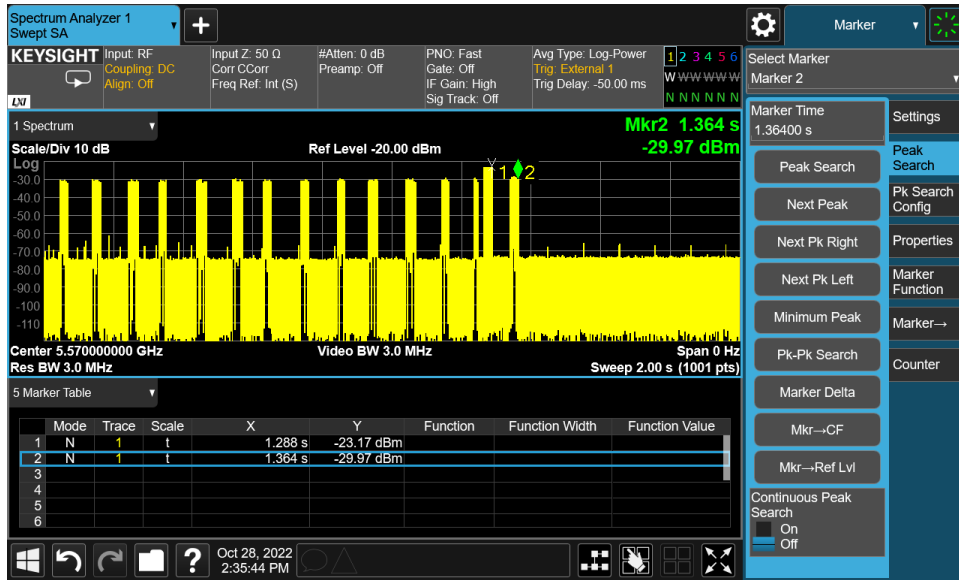 Spectrum Analyzer 1
Swept SA
+
Marker
KEYSIGHT
LXI
Input: RF
Coupling: DC
Align: Off
Input Z: 50 Ω
Corr CCorr
Freq Ref: Int (S)
#Atten: 0 dB
Preamp: Off
PNO: Fast
Gate: Off
IF Gain: High
Sig Track: Off
Avg Type: Log-Power
Trig: External 1
Trig Delay: -50.00 ms
1 2 3 4 5 6
W W W W W W
N N N N N N
Select Marker
Marker 2
1 Spectrum
Scale/Div 10 dB
Ref Level -20.00 dBm
Mkr2 1.364 s
-29.97 dBm
Log
-30.0
-40.0
-50.0
-60.0
-70.0
-80.0
-90.0
-100
-110
1
2
Center 5.570000000 GHz
Res BW 3.0 MHz
Video BW 3.0 MHz
Span 0 Hz
Sweep 2.00 s (1001 pts)
5 Marker Table
Mode Trace Scale X Y Function Function Width Function Value
1 N 1 t 1.288 s -23.17 dBm
2 N 1 t 1.364 s -29.97 dBm
3
4
5
6
Marker Time
1.36400 s
Peak Search
Next Peak
Next Pk Right
Next Pk Left
Minimum Peak
Pk-Pk Search
Marker Delta
Mkr→CF
Mkr→Ref Lvl
Continuous Peak
Search
On
Off
Settings
Peak
Search
Pk Search
Config
Properties
Marker
Function
Marker→
Counter
?
Oct 28, 2022
2:35:44 PM